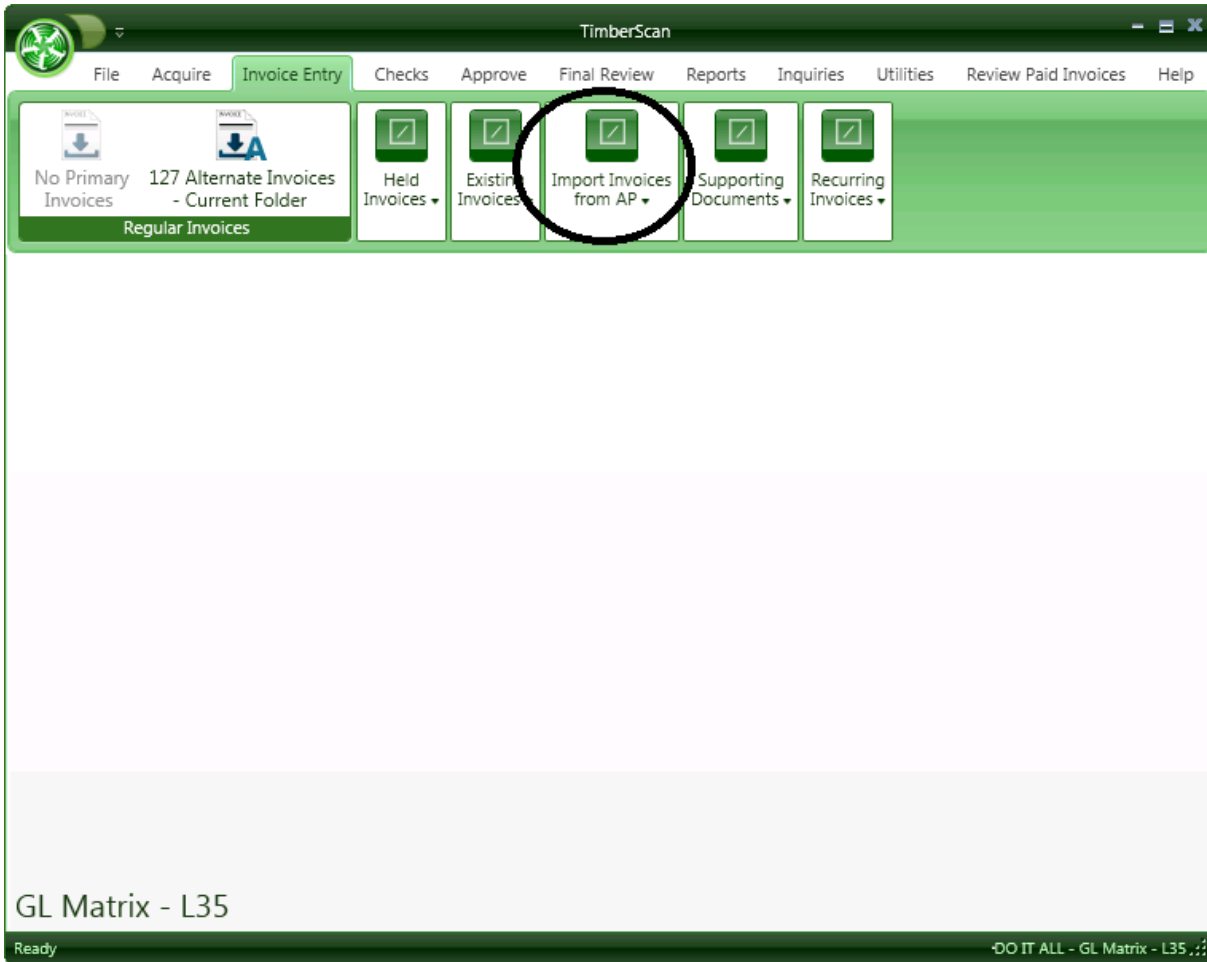 TimberScan
File Acquire Invoice Entry Checks Approve Final Review Reports Inquiries Utilities Review Paid Invoices Help
INVOICE
INVOICE
A
No Primary
Invoices
127 Alternate Invoices
- Current Folder
Regular Invoices
Held
Invoices
Existing
Invoices
Import Invoices
from AP
Supporting
Documents
Recurring
Invoices
GL Matrix - L35
Ready
DO IT ALL - GL Matrix - L35